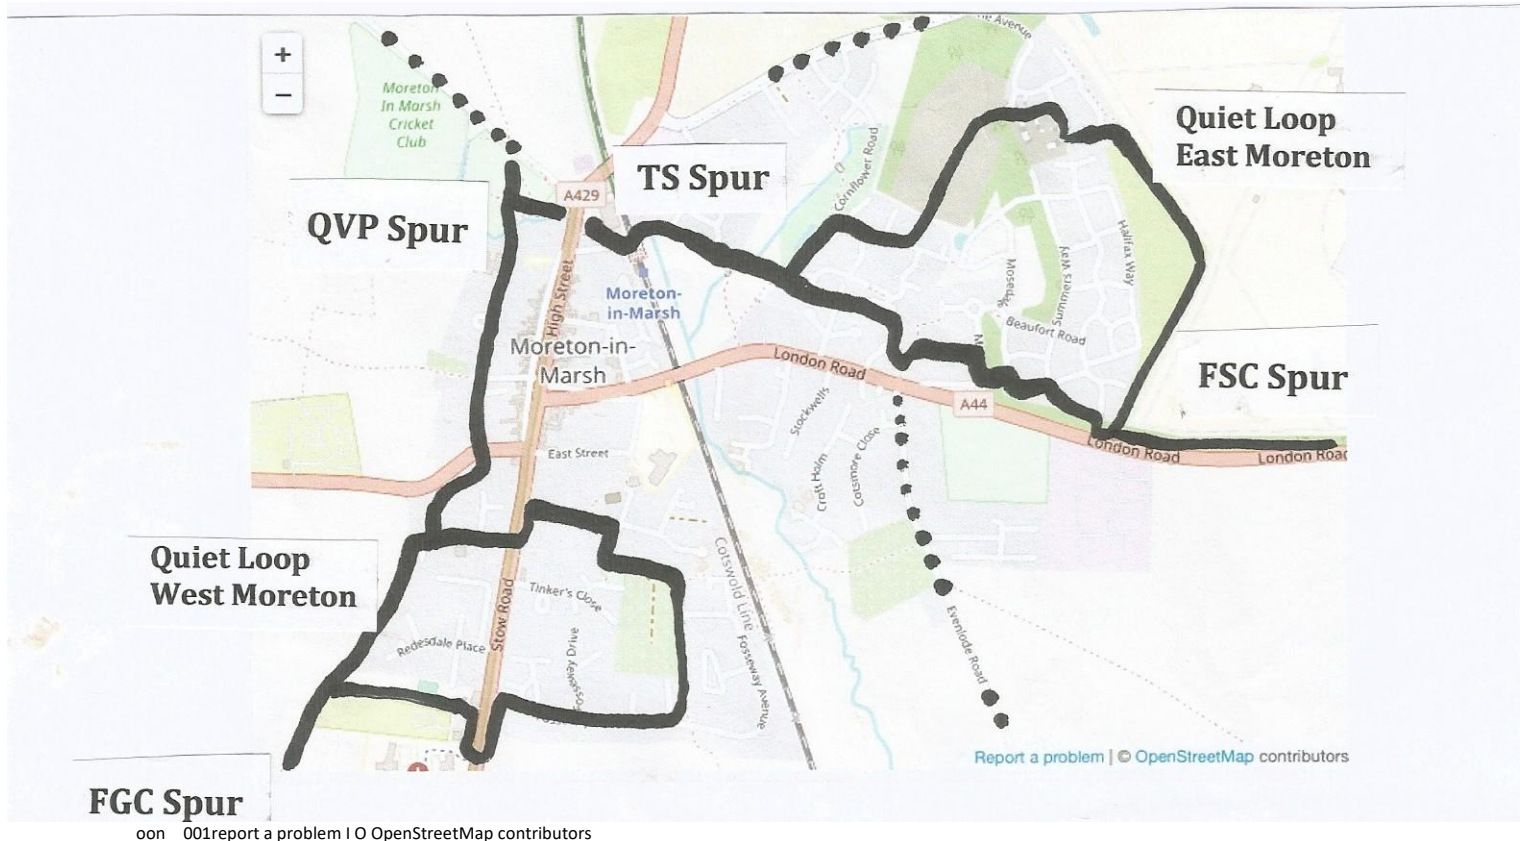 +
−
Moreton
In Marsh
Cricket
Club
Avenue
Quiet Loop
East Moreton
TS Spur
A429
Cornflower Road
QVP Spur
Halifax Way
Summers Way
Beaufort Road
High Street
Moreton-
in-Marsh
Moreton-in-
Marsh
London Road
FSC Spur
A44
Stockwells
London Road
London Road
East Street
Croft Holm
Cotsmore Close
Quiet Loop
West Moreton
Tinker's Close
Cotswold Line
Stow Road
Redesdale Place
Evenlode Road
Fosseway Avenue
Report a problem | © OpenStreetMap contributors
FGC Spur
oon 001report a problem I O OpenStreetMap contributors